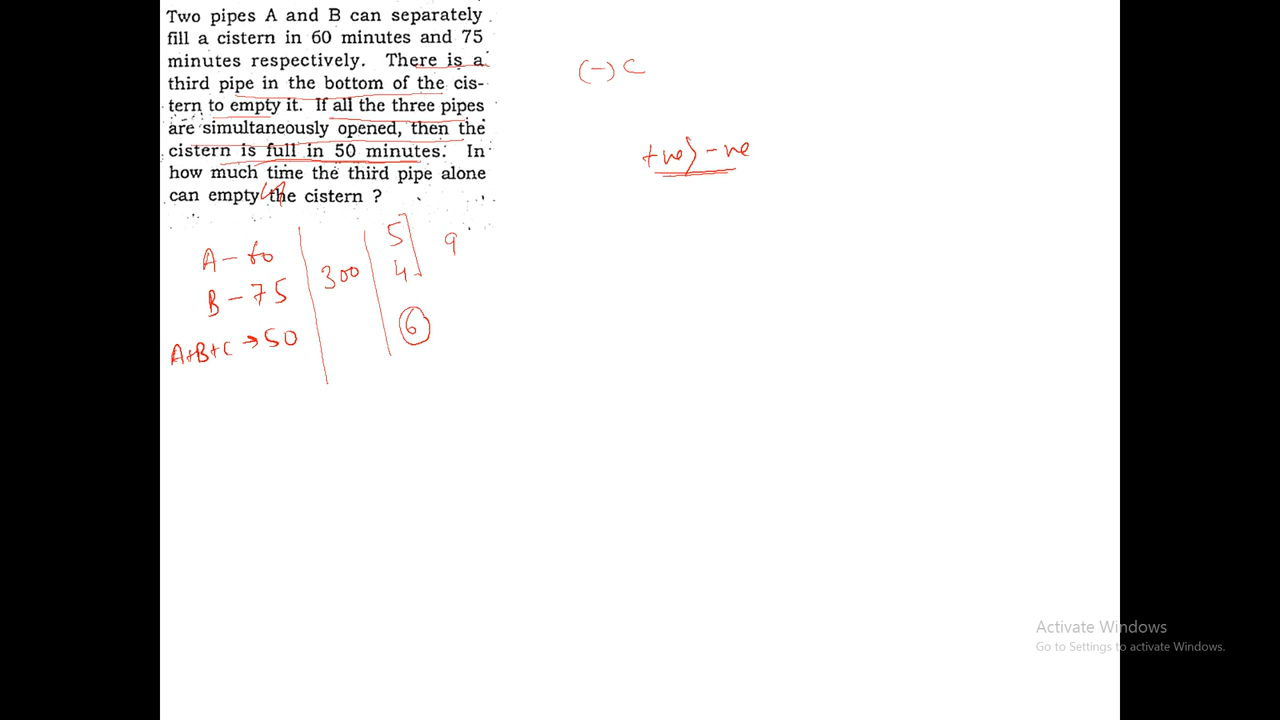 Two pipes A and B can separately
fill a cistern in 60 minutes and 75
minutes respectively. There is a
third pipe in the bottom of the cis-
tern to empty it. If all the three pipes
are simultaneously opened, then the
cistern is full in 50 minutes. In
how much time the third pipe alone
can empty the cistern ?
(-) C
+ve} -ve
A - 60
B - 75
A+B+C → 50
300
5
4
9
6
Activate Windows
Go to Settings to activate Windows.